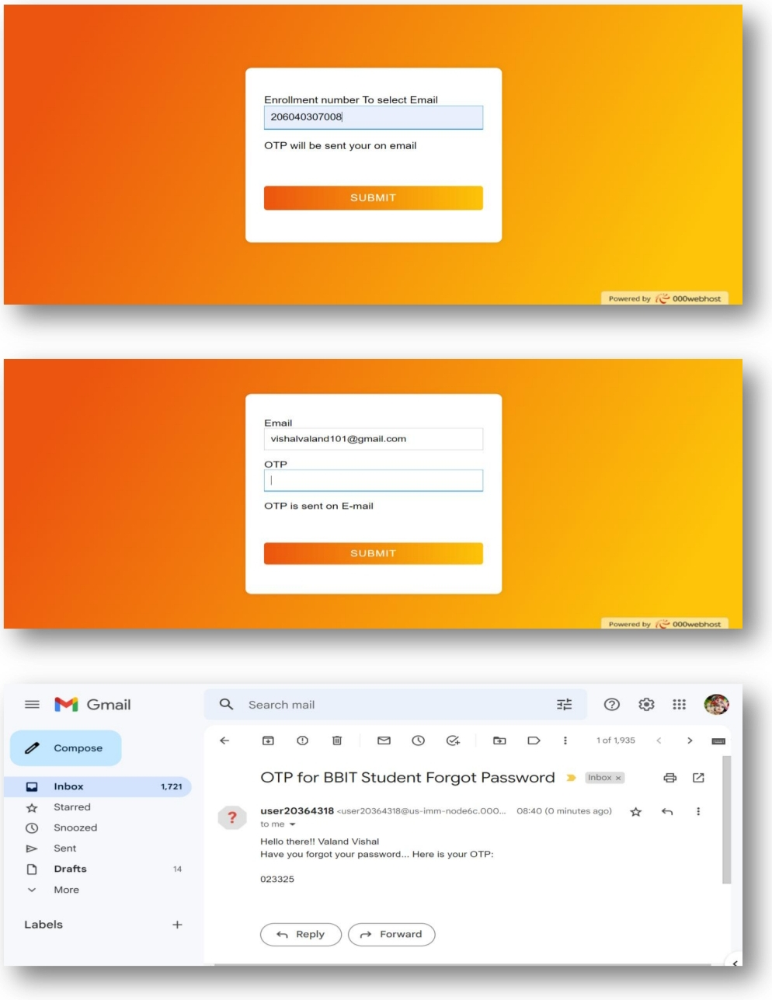 Enrollment number To select Email
206040307008
OTP will be sent your on email
SUBMIT
Powered by 000webhost
Email
vishalvaland101@gmail.com
OTP
OTP is sent on E-mail
SUBMIT
Powered by 000webhost
Gmail
Search mail
Compose
1 of 1,935
Inbox 1,721
Starred
Snoozed
Sent
Drafts 14
More
Labels
OTP for BBIT Student Forgot Password Inbox ×
user20364318 <user20364318@us-imm-node6c.000... 08:40 (0 minutes ago)
to me
Hello there!! Valand Vishal
Have you forgot your password... Here is your OTP:
023325
Reply Forward